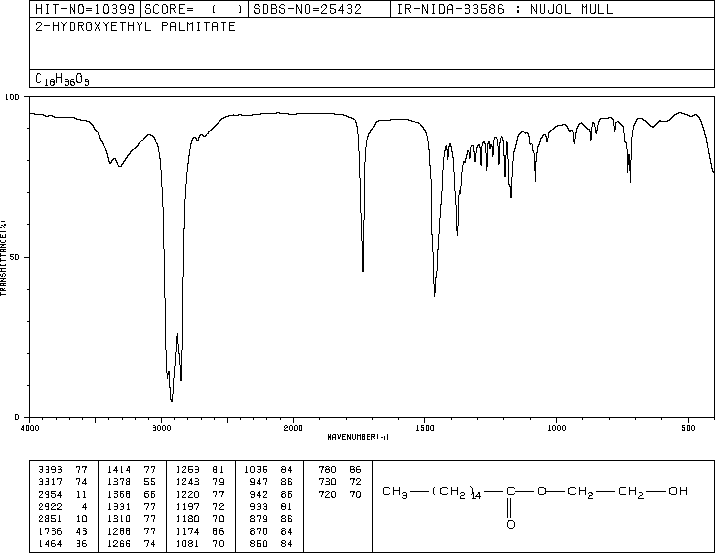 HIT-NO=10399 SCORE= ( ) SDBS-NO=25432 IR-NIDA-33586 : NUJOL MULL
2-HYDROXYETHYL PALMITATE
C18H36O3
100
50
0
TRANSMITTANCE(%)
4000 3000 2000 1500 1000 500
WAVENUMBER(-1)
3393 77 1414 77 1263 81 1036 84 780 86
3317 74 1378 55 1243 79 947 86 730 72
2954 11 1368 66 1220 77 942 86 720 70
2922 4 1331 77 1197 72 933 81
2851 10 1310 77 1180 70 879 86
1736 43 1288 77 1174 66 870 84
1464 36 1266 74 1081 70 860 84
CH3—(CH2)14—C—O—CH2—CH2—OH
O